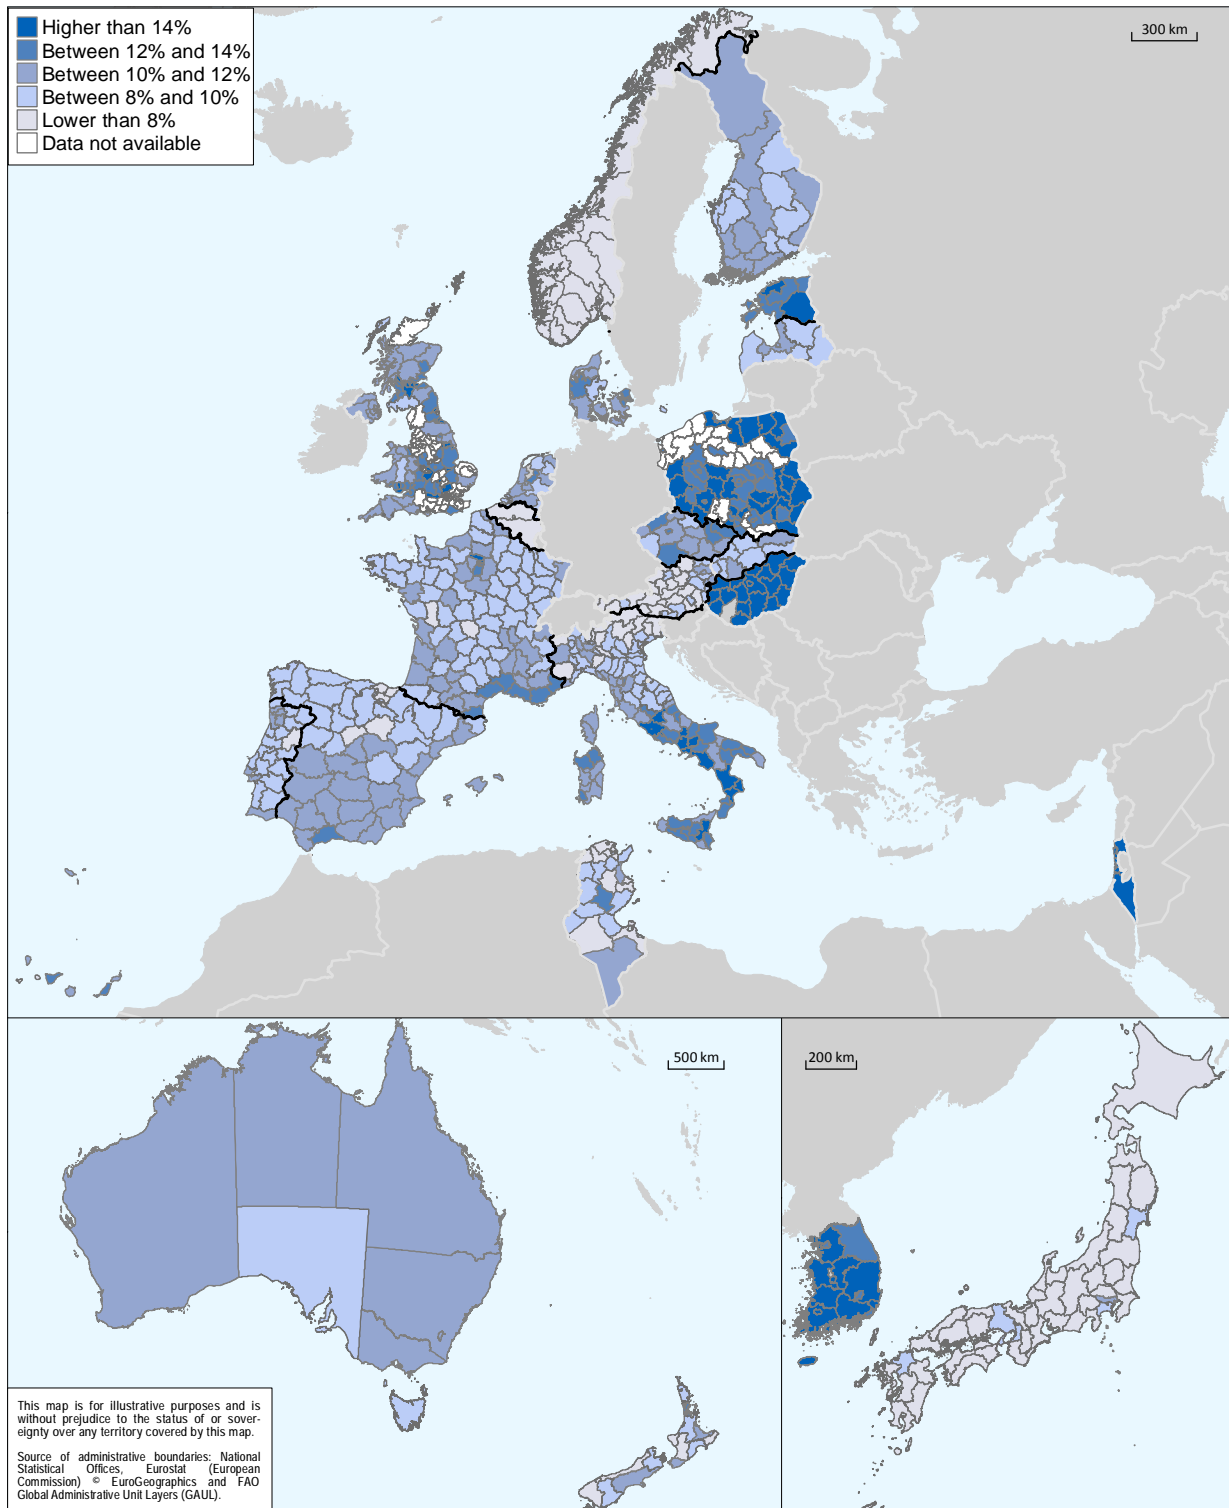 Higher than 14%
Between 12% and 14%
Between 10% and 12%
Between 8% and 10%
Lower than 8%
Data not available
300 km
500 km
200 km
This map is for illustrative purposes and is
without prejudice to the status of or sover-
eignty over any territory covered by this map.
Source of administrative boundaries: National
Statistical Offices, Eurostat (European
Commission) © EuroGeographics and FAO
Global Administrative Unit Layers (GAUL).